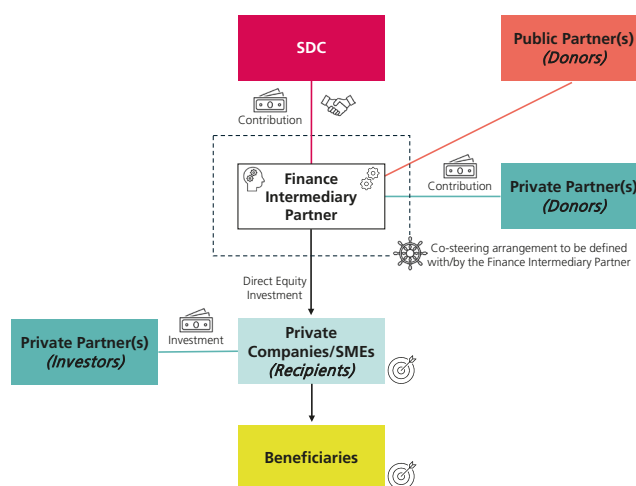 SDC
Public Partner(s)
(Donors)
Contribution
Finance
Intermediary
Partner
Contribution
Private Partner(s)
(Donors)
Co-steering arrangement to be defined
with/by the Finance Intermediary Partner
Direct Equity
Investment
Private Partner(s)
(Investors)
Investment
Private
Companies/SMEs
(Recipients)
Beneficiaries